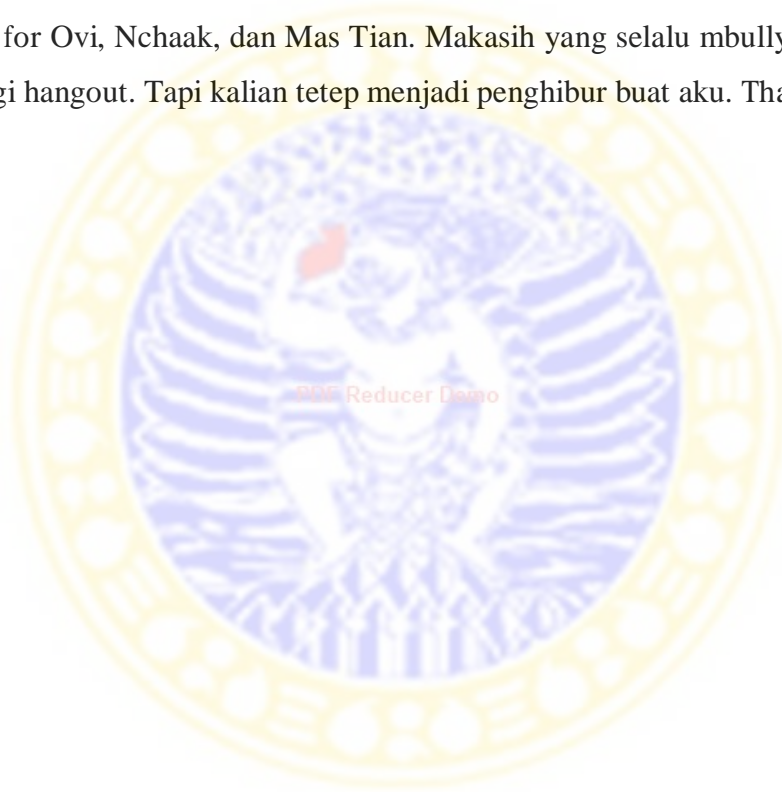 for Ovi, Nchaak, dan Mas Tian. Makasih yang selalu mbully
gi hangout. Tapi kalian tetep menjadi penghibur buat aku. Tha
PDF Reducer Demo